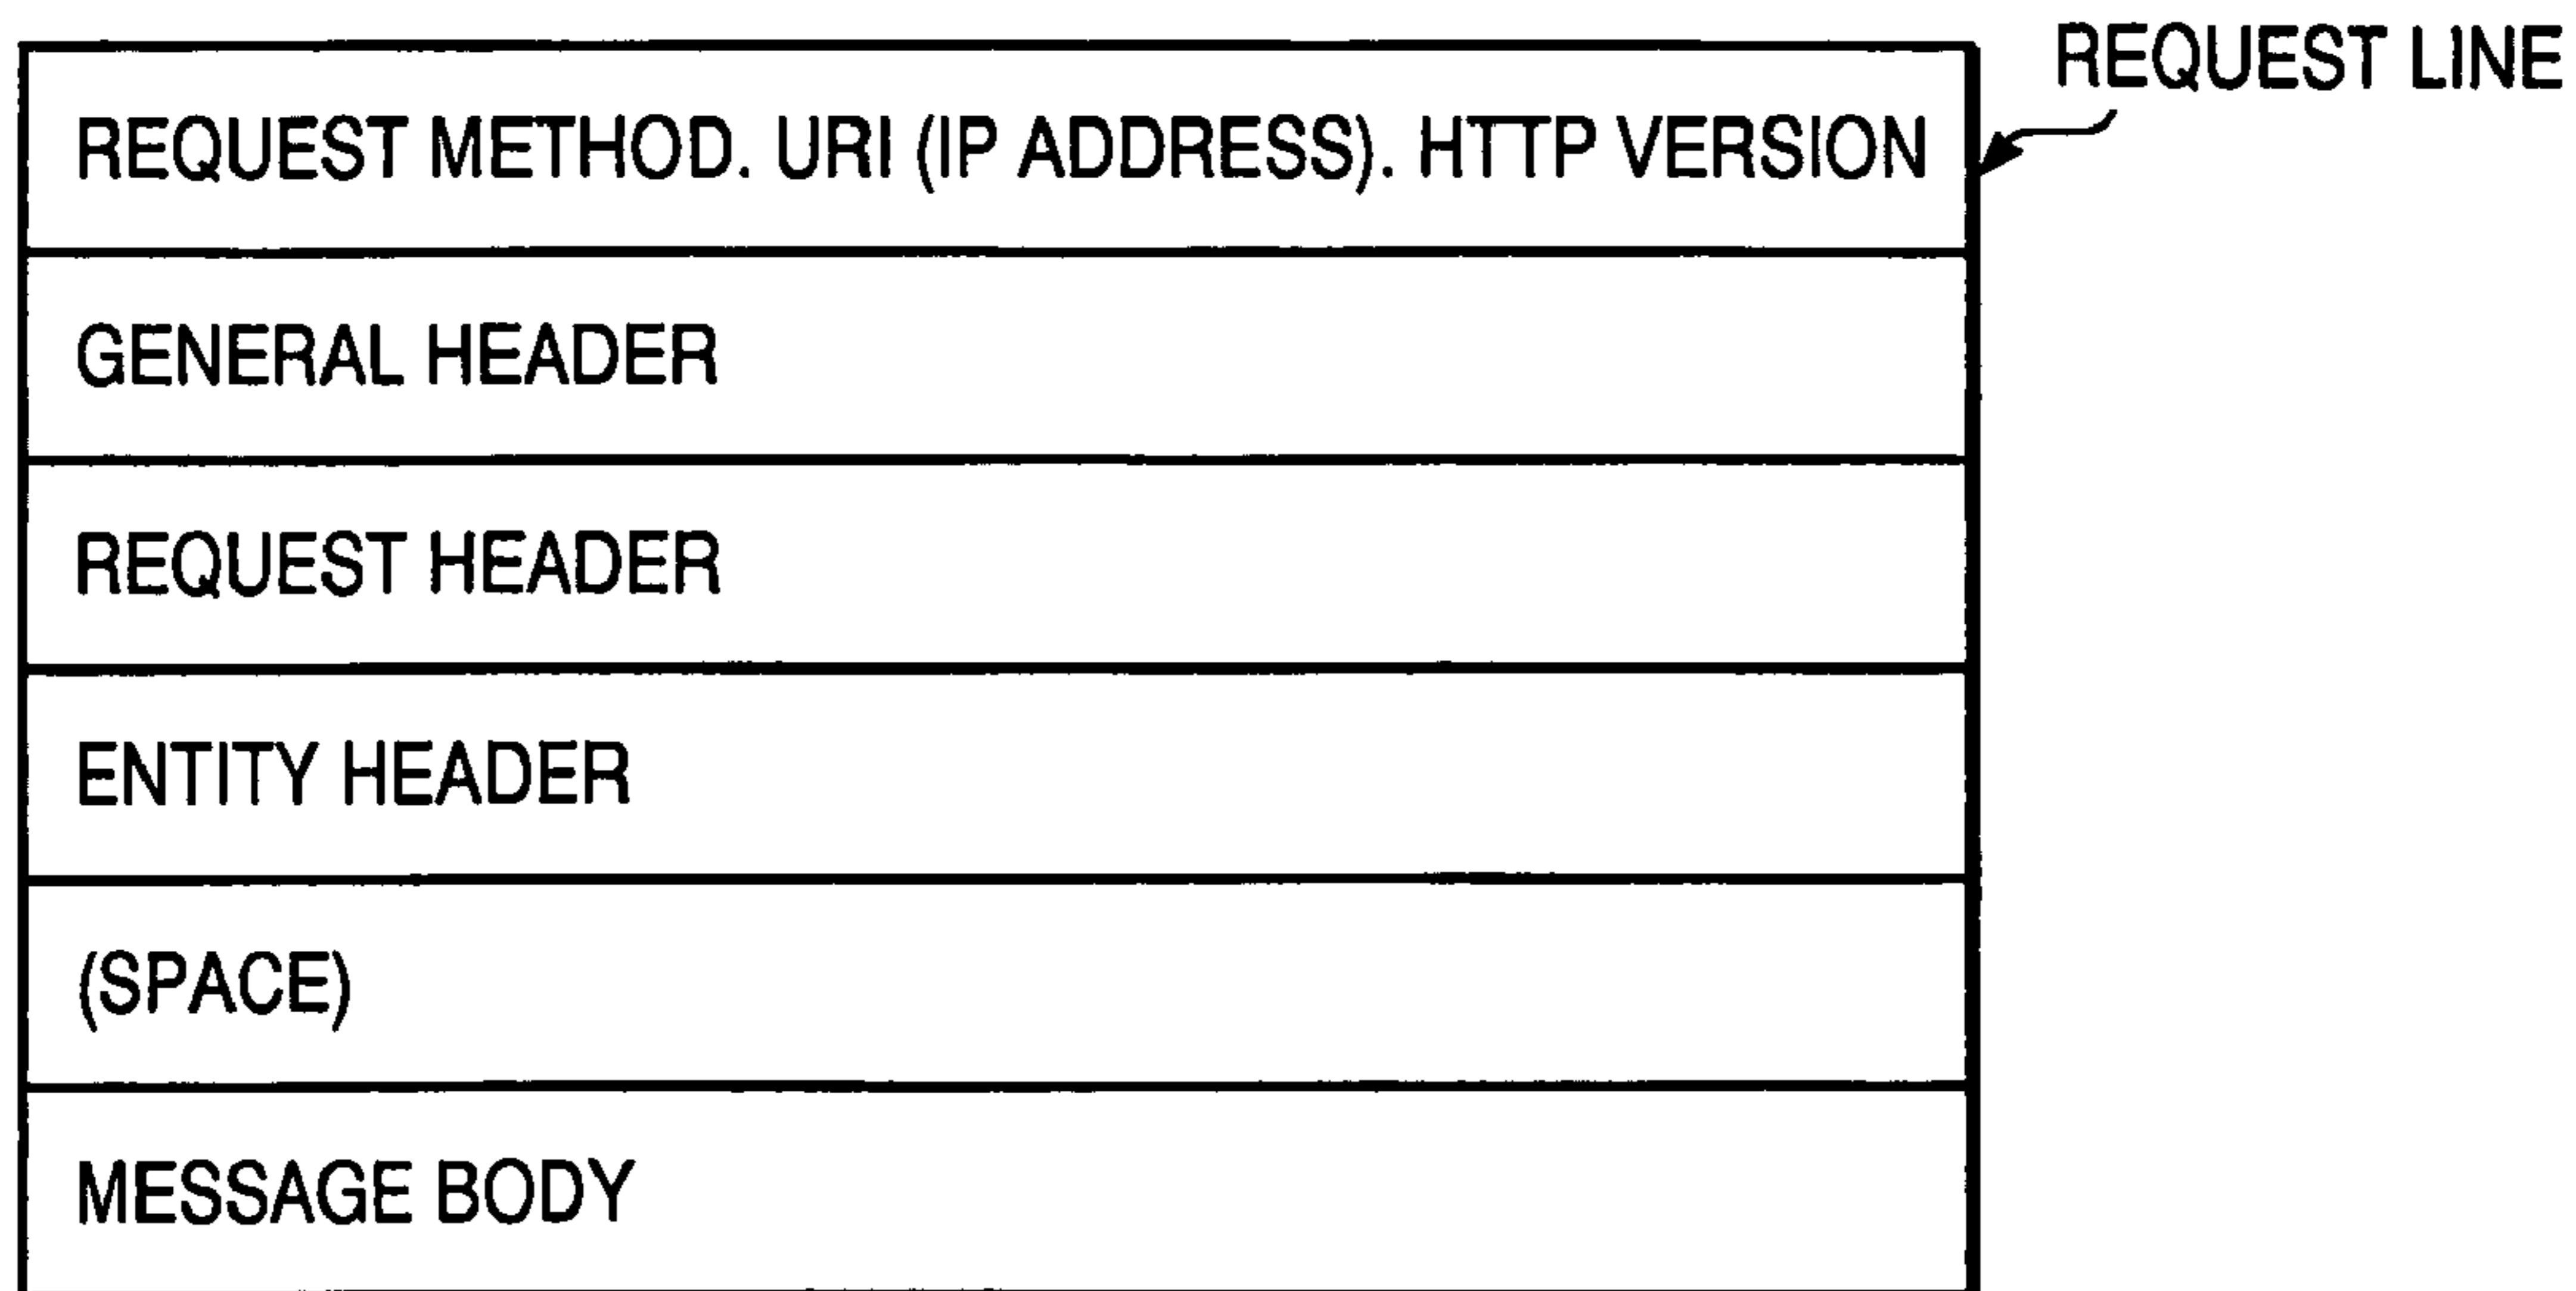 REQUEST LINE
REQUEST METHOD. URI (IP ADDRESS). HTTP VERSION
GENERAL HEADER
REQUEST HEADER
ENTITY HEADER
(SPACE)
MESSAGE BODY